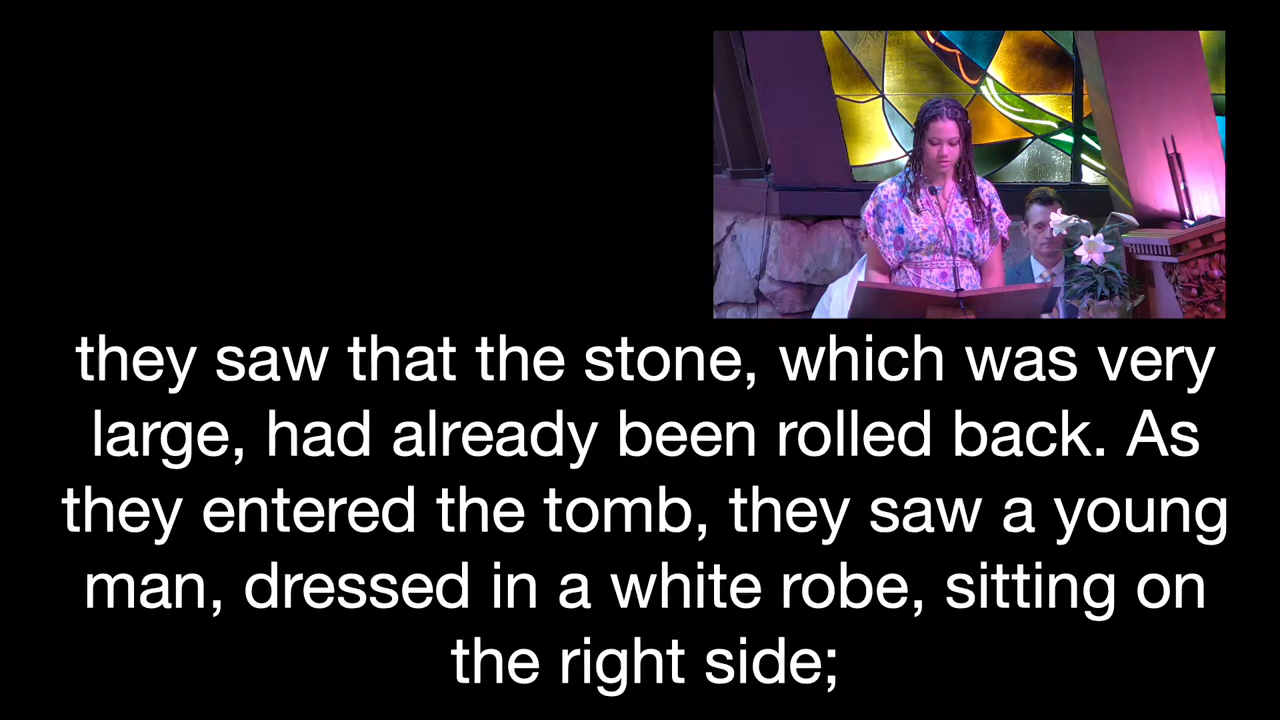 they saw that the stone, which was very
large, had already been rolled back. As
they entered the tomb, they saw a young
man, dressed in a white robe, sitting on
the right side;